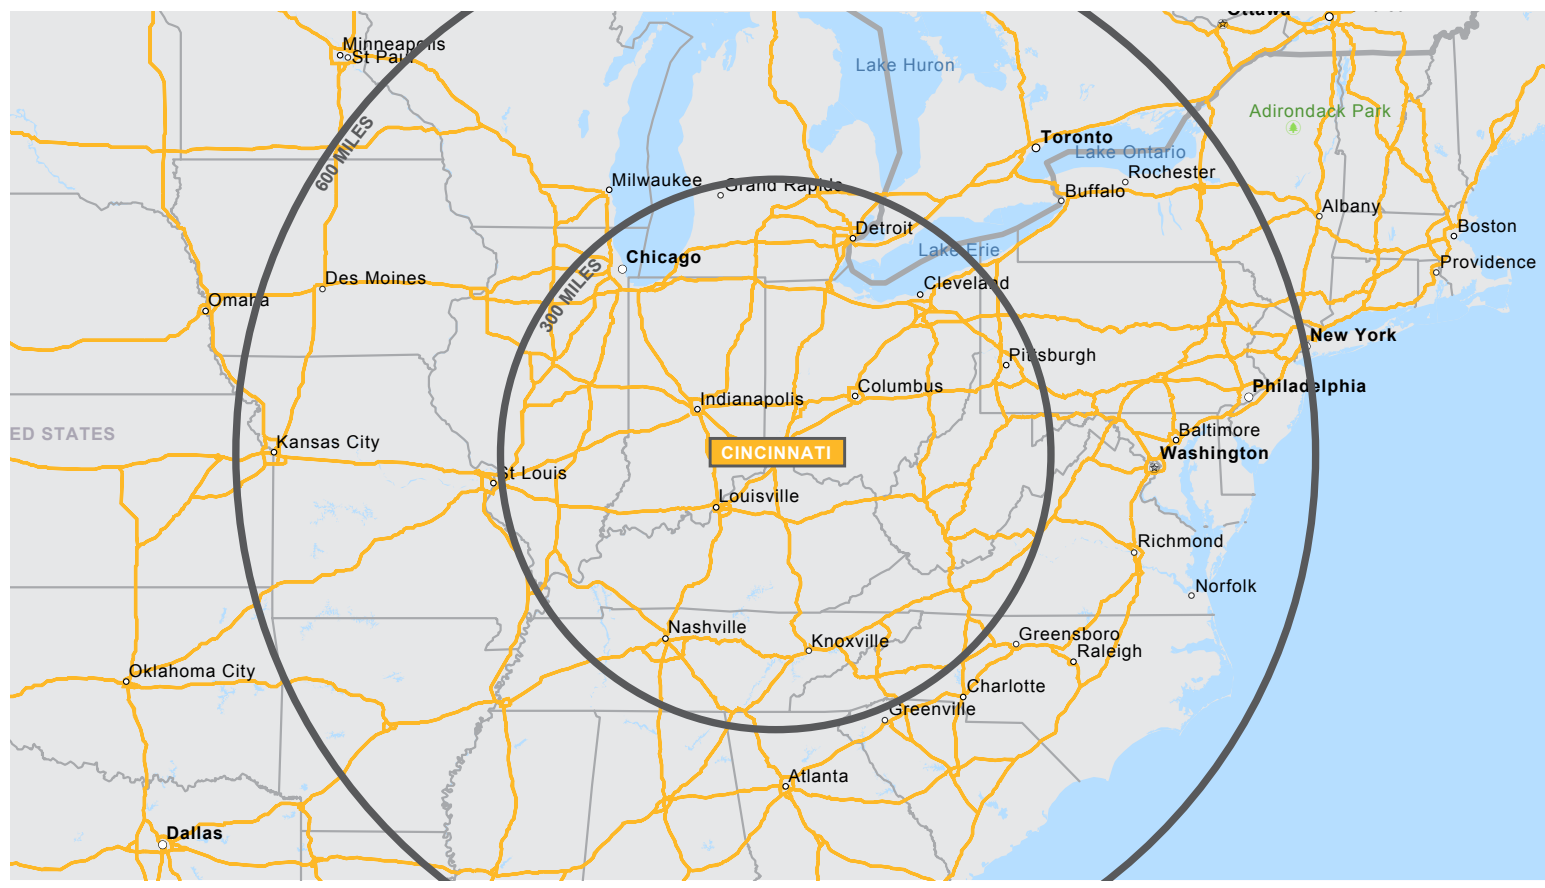 Ottawa
Minneapolis
St Paul
Lake Huron
Adirondack Park
600 MILES
Toronto
Lake Ontario
Rochester
Milwaukee
Grand Rapids
Buffalo
Albany
Detroit
Boston
Lake Erie
Chicago
Providence
Des Moines
Cleveland
300 MILES
Omaha
New York
Pittsburgh
Columbus
Philadelphia
Indianapolis
ED STATES
Kansas City
Baltimore
CINCINNATI
Washington
St Louis
Louisville
Richmond
Norfolk
Nashville
Greensboro
Knoxville
Raleigh
Oklahoma City
Charlotte
Greenville
Atlanta
Dallas